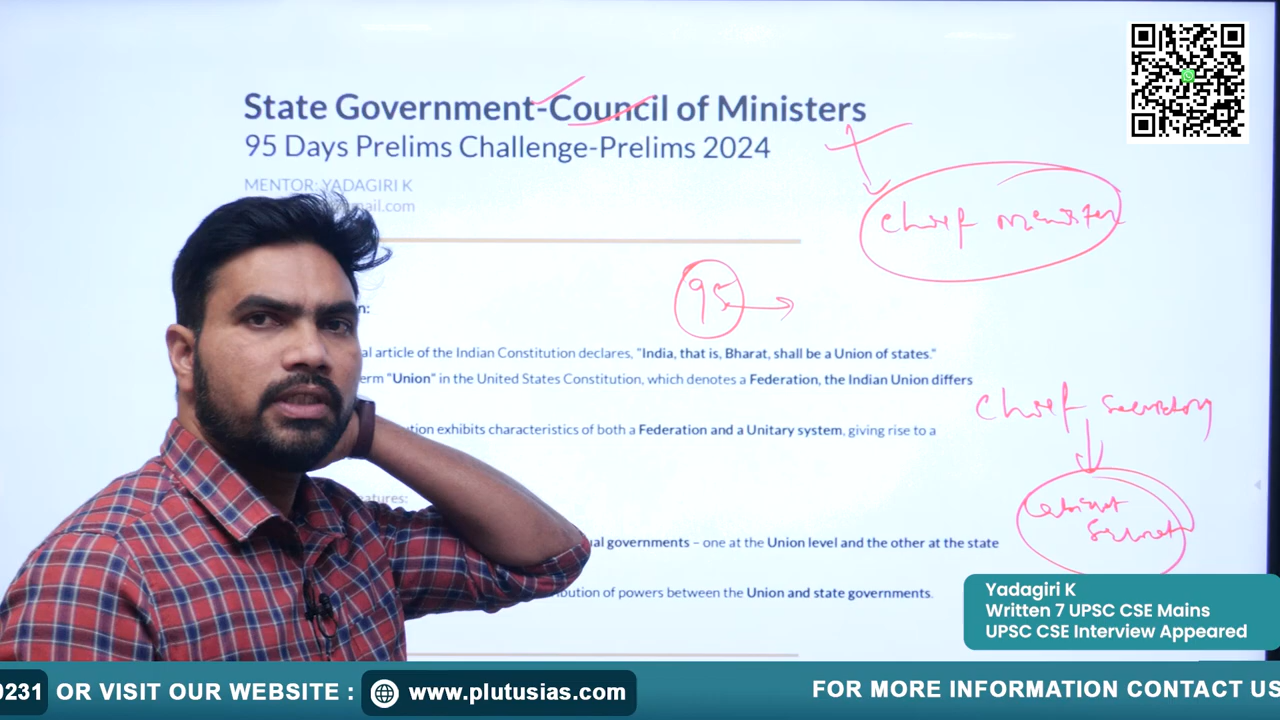 State Government-Council of Ministers
95 Days Prelims Challenge-Prelims 2024
MENTOR: YADAGIRI K
mail.com
chief minister
95
n:
al article of the Indian Constitution declares, "India, that is, Bharat, shall be a Union of states."
erm "Union" in the United States Constitution, which denotes a Federation, the Indian Union differs
chief secretary
tion exhibits characteristics of both a Federation and a Unitary system, giving rise to a
atures:
Cabinet
al governments – one at the Union level and the other at the state
bution of powers between the Union and state governments.
Yadagiri K
Written 7 UPSC CSE Mains
UPSC CSE Interview Appeared
0231 OR VISIT OUR WEBSITE : www.plutusias.com FOR MORE INFORMATION CONTACT US